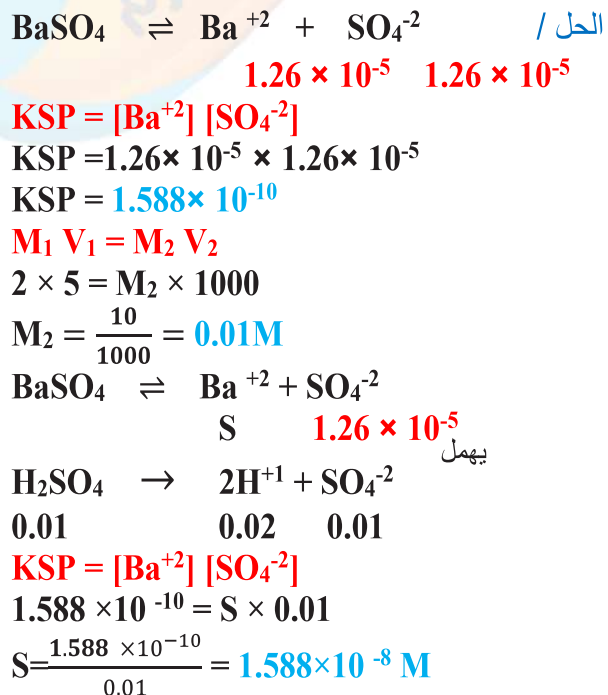 الحل /
BaSO₄ ⇌ Ba⁺² + SO₄⁻²
1.26 × 10⁻⁵ 1.26 × 10⁻⁵
KSP = [Ba⁺²] [SO₄⁻²]
KSP =1.26× 10⁻⁵ × 1.26× 10⁻⁵
KSP = 1.588× 10⁻¹⁰
M₁ V₁ = M₂ V₂
2 × 5 = M₂ × 1000
M₂ = 10/1000 = 0.01M
BaSO₄ ⇌ Ba⁺² + SO₄⁻²
S 1.26 × 10⁻⁵
يهمل
H₂SO₄ → 2H⁺¹ + SO₄⁻²
0.01 0.02 0.01
KSP = [Ba⁺²] [SO₄⁻²]
1.588 ×10⁻¹⁰ = S × 0.01
S= 1.588 ×10⁻¹⁰/0.01 = 1.588×10⁻⁸ M